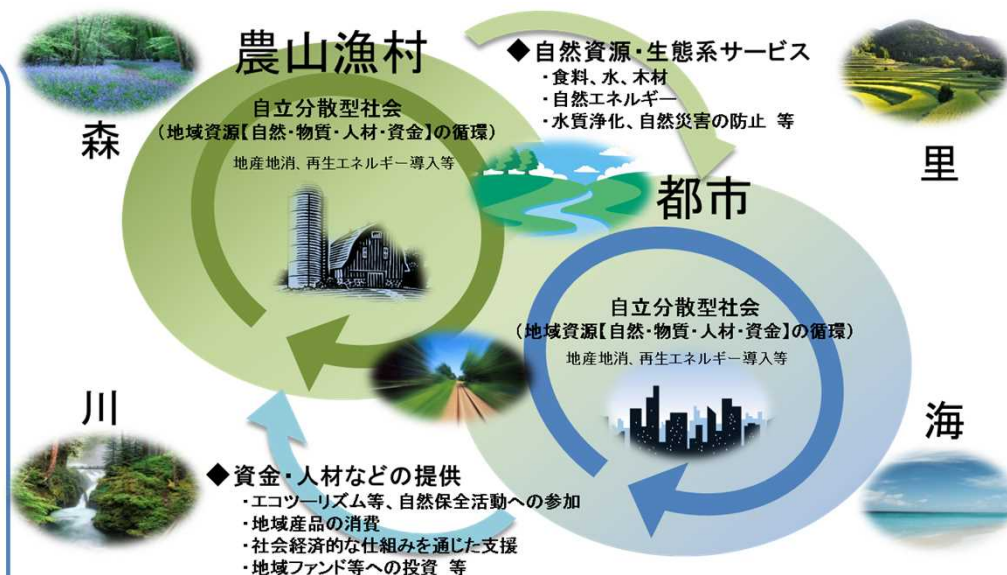 農山漁村
自立分散型社会
(地域資源【自然・物質・人材・資金】の循環)
地産地消、再生エネルギー導入等
◆自然資源・生態系サービス
・食料、水、木材
・自然エネルギー
・水質浄化、自然災害の防止 等
森
里
都市
自立分散型社会
(地域資源【自然・物質・人材・資金】の循環)
地産地消、再生エネルギー導入等
川
海
◆資金・人材などの提供
・エコツーリズム等、自然保全活動への参加
・地域産品の消費
・社会経済的な仕組みを通じた支援
・地域ファンド等への投資 等